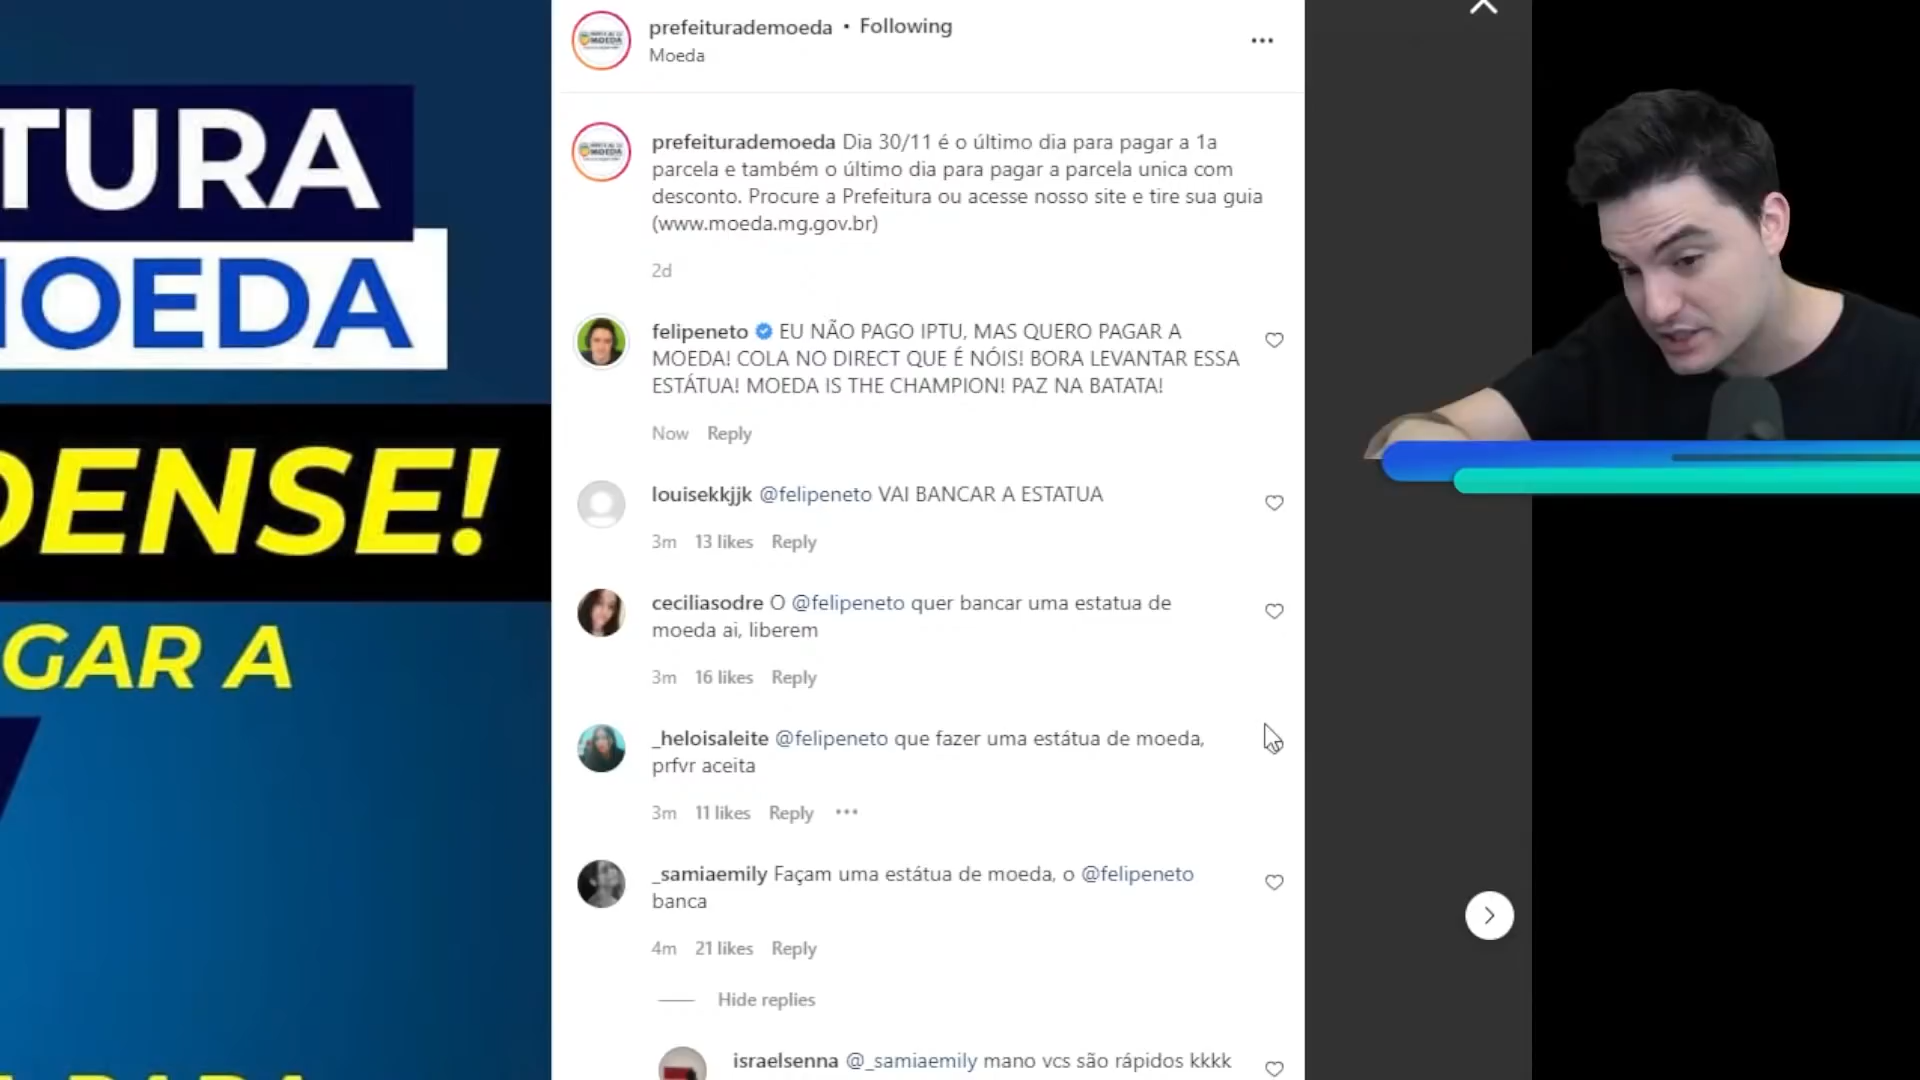 TURA
MOEDA
DENSE!
GAR A
prefeiturademoeda • Following
Moeda
prefeiturademoeda Dia 30/11 é o último dia para pagar a 1a
parcela e também o último dia para pagar a parcela unica com
desconto. Procure a Prefeitura ou acesse nosso site e tire sua guia
(www.moeda.mg.gov.br)
2d
felipeneto EU NÃO PAGO IPTU, MAS QUERO PAGAR A
MOEDA! COLA NO DIRECT QUE É NÓIS! BORA LEVANTAR ESSA
ESTÁTUA! MOEDA IS THE CHAMPION! PAZ NA BATATA!
Now Reply
louisekkjjk @felipeneto VAI BANCAR A ESTATUA
3m 13 likes Reply
ceciliasodre O @felipeneto quer bancar uma estatua de
moeda ai, liberem
3m 16 likes Reply
_heloisaleite @felipeneto que fazer uma estátua de moeda,
prfvr aceita
3m 11 likes Reply
_samiaemily Façam uma estátua de moeda, o @felipeneto
banca
4m 21 likes Reply
Hide replies
israelsenna @_samiaemily mano vcs são rápidos kkkk